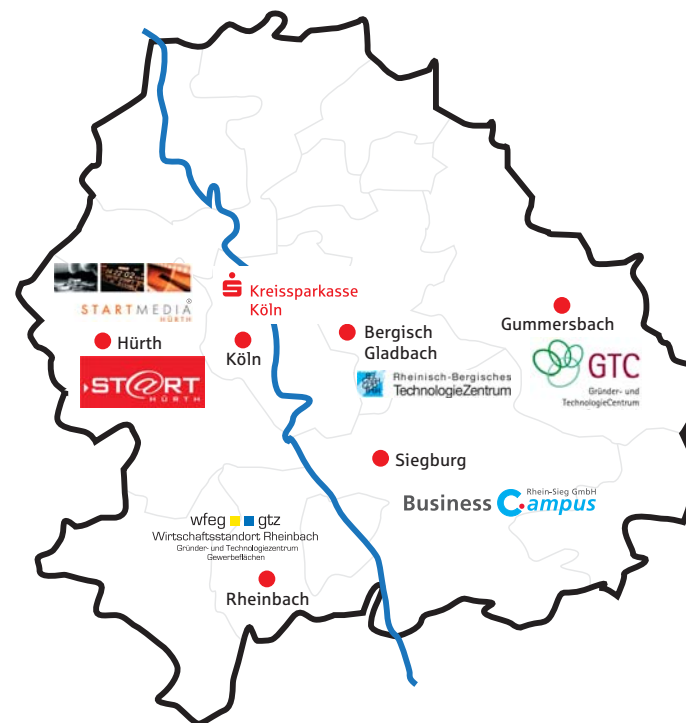 STARTMEDIA®
HÜRTH
Hürth
ST@RT
HÜRTH
Kreissparkasse
Köln
Köln
Bergisch
Gladbach
Rheinisch-Bergisches
TechnologieZentrum
Gummersbach
GTC
Gründer- und
TechnologieCentrum
Siegburg
Rhein-Sieg GmbH
Business Campus
wfeg gtz
Wirtschaftsstandort Rheinbach
Gründer- und Technologiezentrum
Gewerbeflächen
Rheinbach